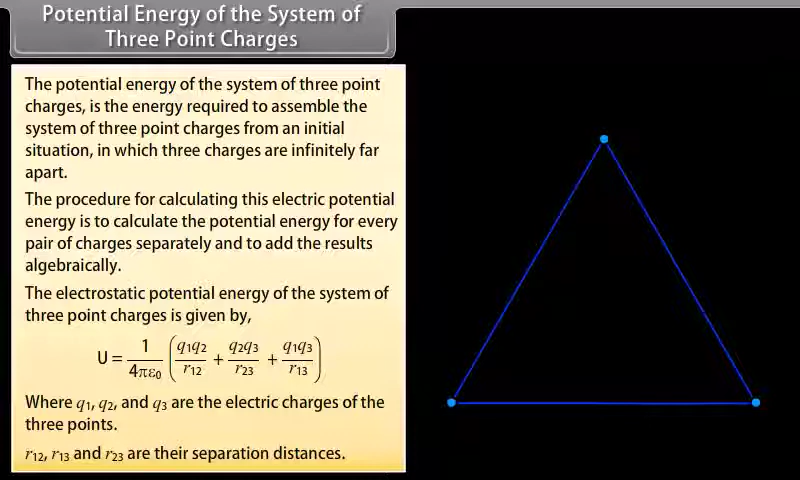 Potential Energy of the System of
Three Point Charges
The potential energy of the system of three point
charges, is the energy required to assemble the
system of three point charges from an initial
situation, in which three charges are infinitely far
apart.
The procedure for calculating this electric potential
energy is to calculate the potential energy for every
pair of charges separately and to add the results
algebraically.
The electrostatic potential energy of the system of
three point charges is given by,
U = 1/4πε₀ (q₁q₂/r₁₂ + q₂q₃/r₂₃ + q₁q₃/r₁₃)
Where q₁, q₂, and q₃ are the electric charges of the
three points.
r₁₂, r₁₃ and r₂₃ are their separation distances.